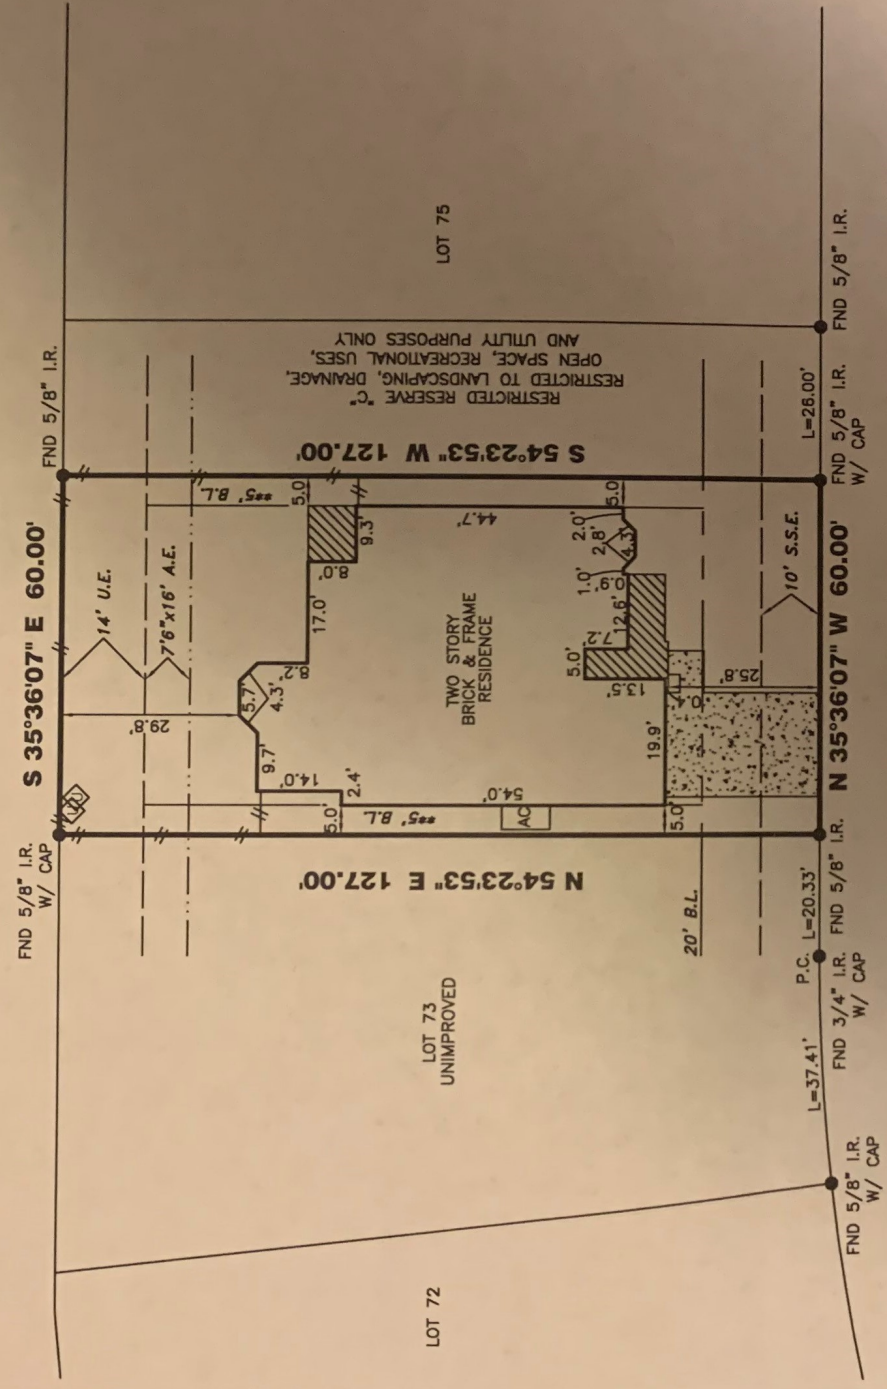 FND 5/8" I.R.
W/ CAP
S 35°36'07" E 60.00'
FND 5/8" I.R.
14' U.E.
7'6"x16' A.E.
29.8'
**5' B.L.
5.0
9.3'
8.0'
17.0'
8.2'
5.7'
4.3'
9.7'
14.0'
2.4'
5.0'
**5' B.L.
54.0'
AC
5.0'
44.7'
5.0
2.0'
2.8'
4.3'
1.0'
0.9'
12.6'
7.2'
5.0'
13.5'
0.4'
19.9'
25.8'
TWO STORY
BRICK & FRAME
RESIDENCE
S 54°23'53" W 127.00'
RESTRICTED RESERVE "C"
RESTRICTED TO LANDSCAPING, DRAINAGE,
OPEN SPACE, RECREATIONAL USES,
AND UTILITY PURPOSES ONLY
LOT 75
N 54°23'53" E 127.00'
LOT 73
UNIMPROVED
LOT 72
20' B.L.
10' S.S.E.
L=37.41'
P.C.
L=20.33'
L=26.00'
N 35°36'07" W 60.00'
FND 5/8" I.R.
W/ CAP
FND 3/4" I.R.
W/ CAP
FND 5/8" I.R.
FND 5/8" I.R.
W/ CAP
FND 5/8" I.R.